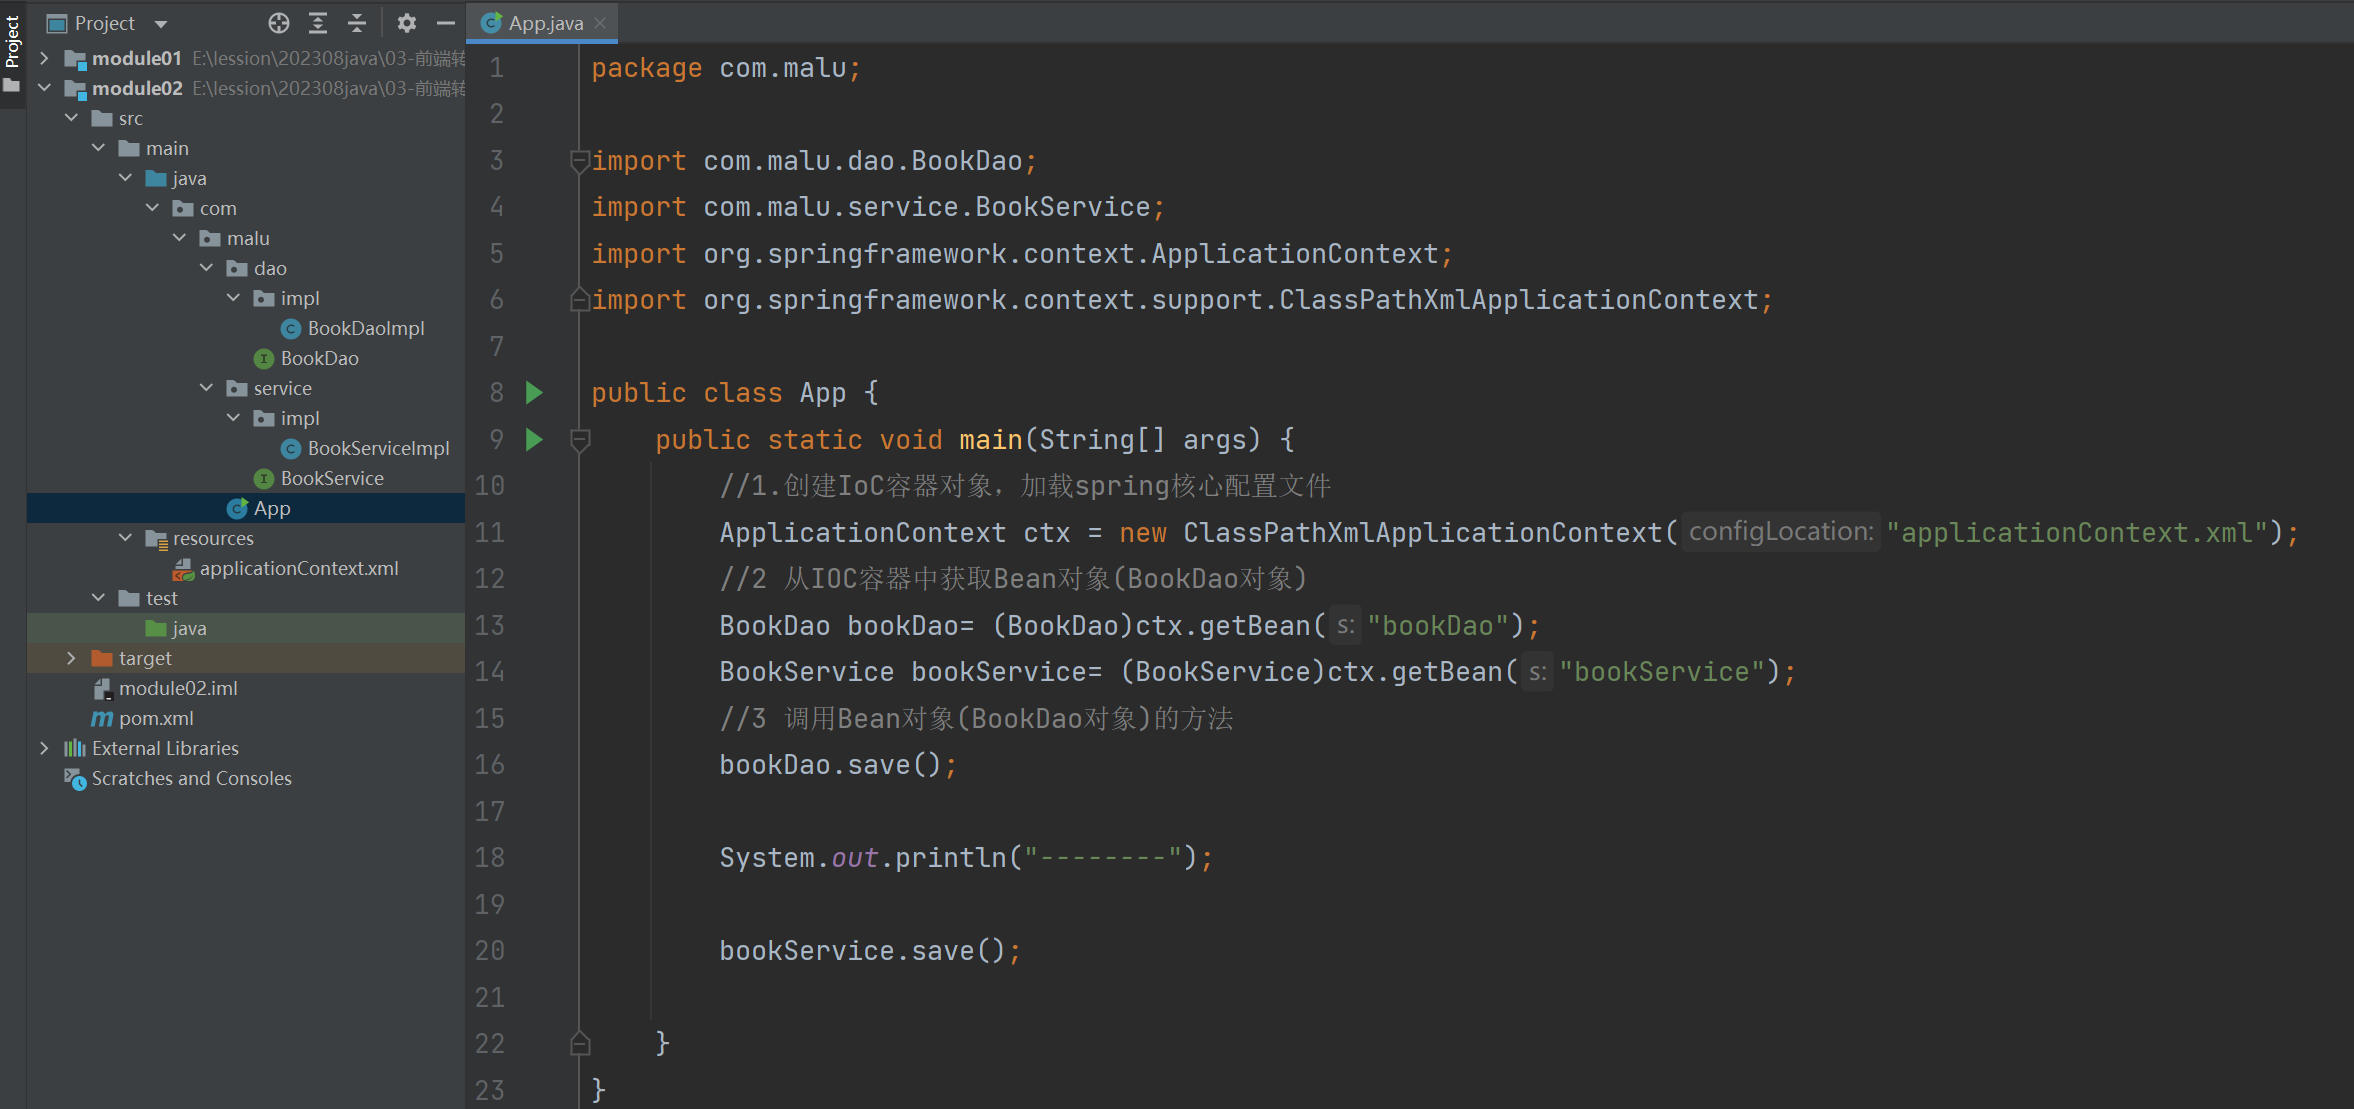 Project
Project
module01 E:\lession\202308java\03-前端转
module02 E:\lession\202308java\03-前端转
src
main
java
com
malu
dao
impl
BookDaoImpl
BookDao
service
impl
BookServiceImpl
BookService
App
resources
applicationContext.xml
test
java
target
module02.iml
pom.xml
External Libraries
Scratches and Consoles
App.java
1 package com.malu;
2
3 import com.malu.dao.BookDao;
4 import com.malu.service.BookService;
5 import org.springframework.context.ApplicationContext;
6 import org.springframework.context.support.ClassPathXmlApplicationContext;
7
8 public class App {
9 public static void main(String[] args) {
10 //1.创建IoC容器对象，加载spring核心配置文件
11 ApplicationContext ctx = new ClassPathXmlApplicationContext( configLocation: "applicationContext.xml");
12 //2 从IOC容器中获取Bean对象(BookDao对象)
13 BookDao bookDao= (BookDao)ctx.getBean( s: "bookDao");
14 BookService bookService= (BookService)ctx.getBean( s: "bookService");
15 //3 调用Bean对象(BookDao对象)的方法
16 bookDao.save();
17
18 System.out.println("--------");
19
20 bookService.save();
21
22 }
23 }